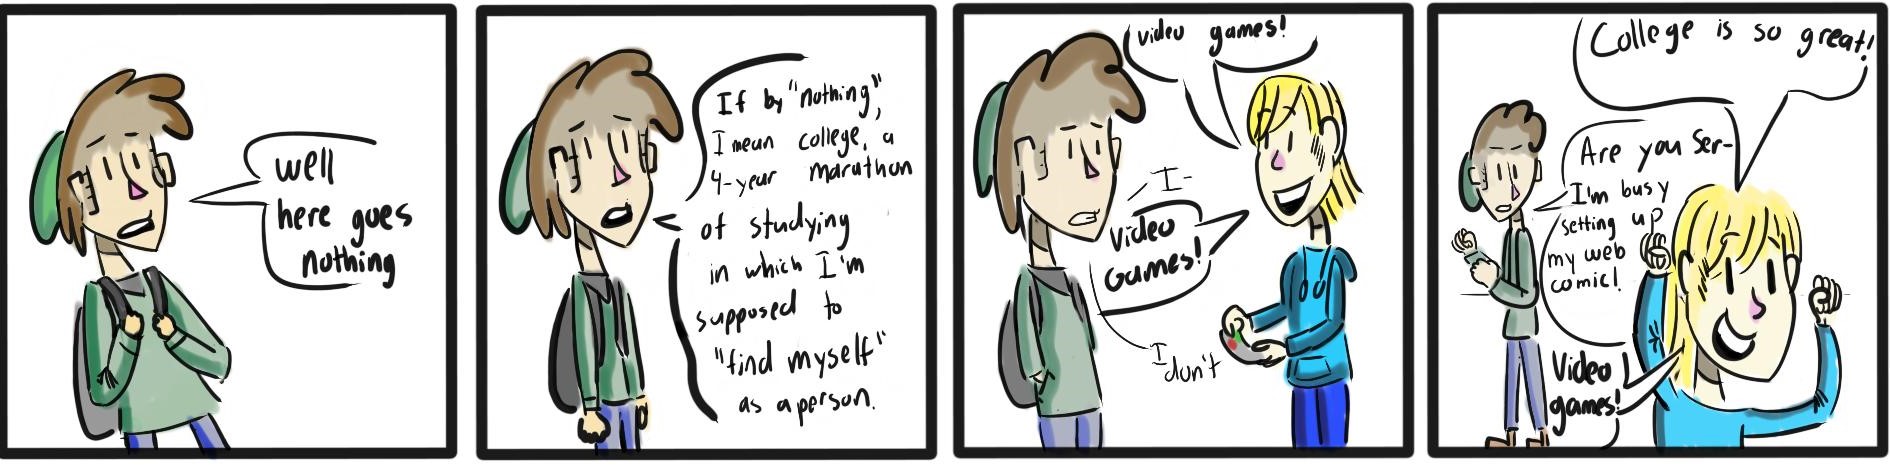 well
here goes
nothing
If by "nothing",
I mean college, a
4-year marathon
of studying
in which I'm
supposed to
"find myself"
as a person.
video games!
I-
Video
Games!
I
don't
College is so great!
Are you ser-
I'm busy
setting up
my web
comic!
Video
games!